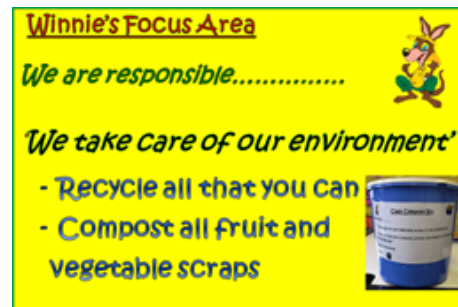 Winnie's Focus Area
We are responsible...............
'We take care of our environment'
- Recycle all that you can
- Compost all fruit and
vegetable scraps